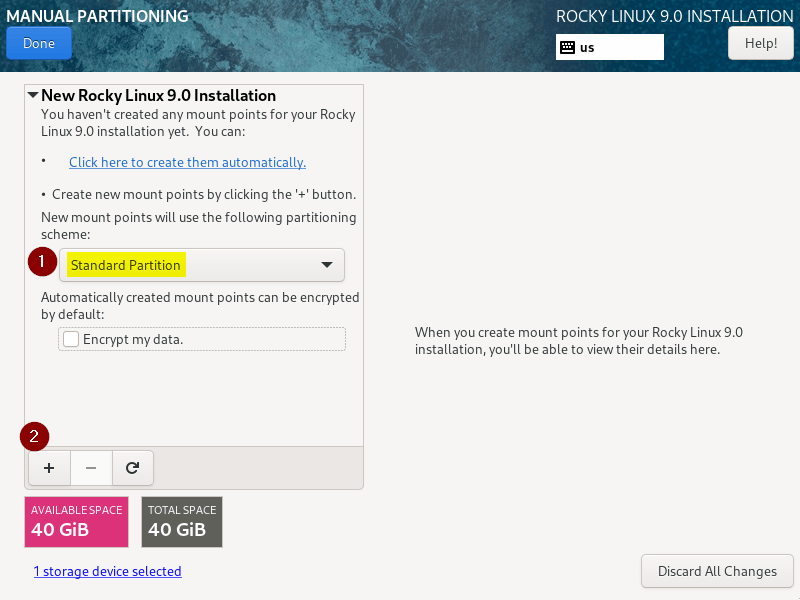 MANUAL PARTITIONING
ROCKY LINUX 9.0 INSTALLATION
Done
us
Help!
New Rocky Linux 9.0 Installation
You haven't created any mount points for your Rocky
Linux 9.0 installation yet. You can:
• Click here to create them automatically.
• Create new mount points by clicking the '+' button.
New mount points will use the following partitioning
scheme:
1
Standard Partition
Automatically created mount points can be encrypted
by default:
Encrypt my data.
When you create mount points for your Rocky Linux 9.0
installation, you'll be able to view their details here.
2
+ −
AVAILABLE SPACE
40 GiB
TOTAL SPACE
40 GiB
1 storage device selected
Discard All Changes